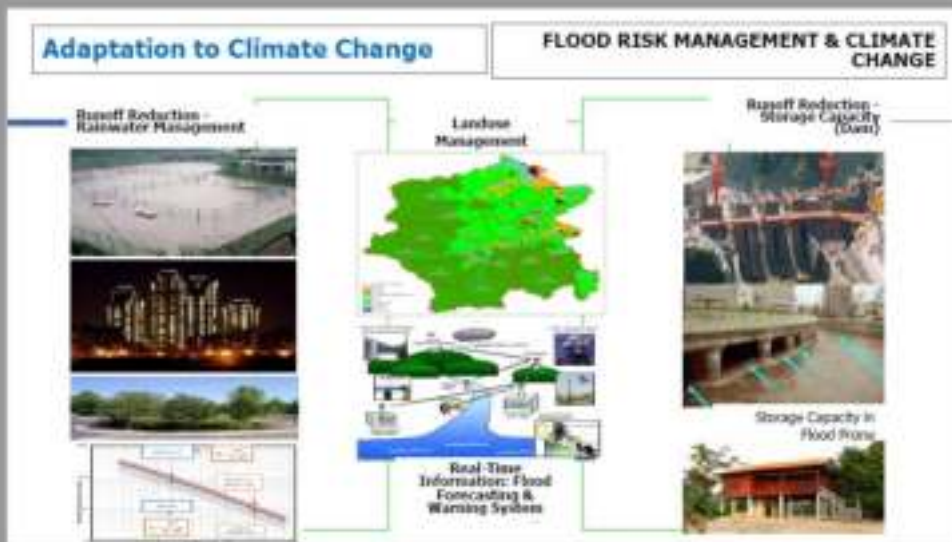 Adaptation to Climate Change
FLOOD RISK MANAGEMENT & CLIMATE
CHANGE
Runoff Reduction -
Rainwater Management
Landuse
Management
Runoff Reduction -
Storage Capacity
(Dam)
Storage Capacity in
Flood Prone
Real-Time
Information: Flood
Forecasting &
Warning System